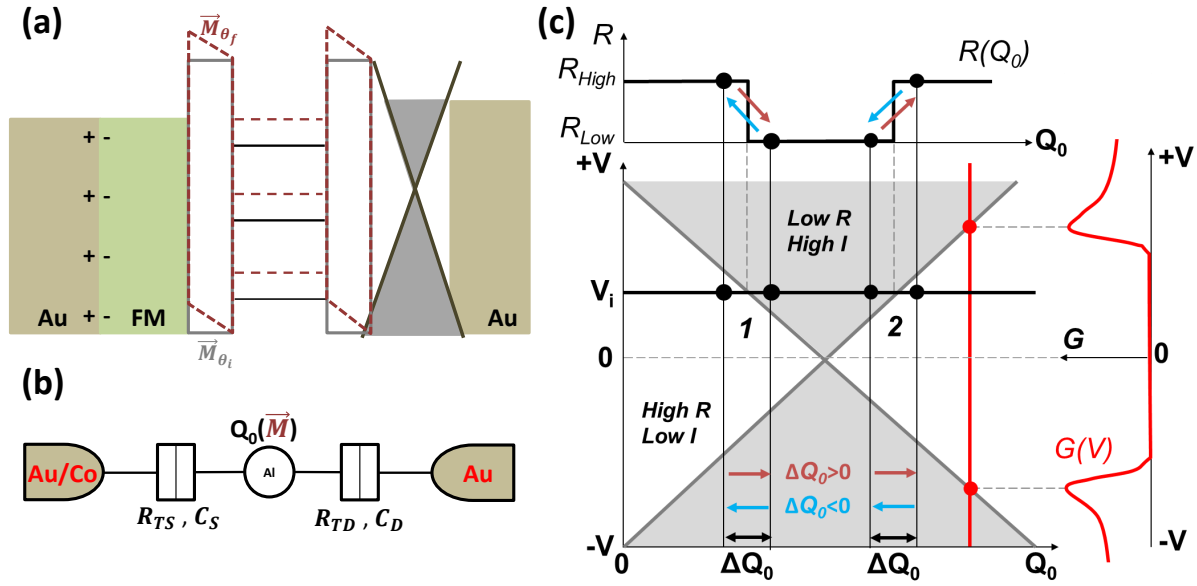 (a)
M⃗θf
+ -
+ -
+ -
+ -
Au
FM
Au
M⃗θi
(b)
Q0(M⃗)
Au/Co
Al
Au
RTS , CS
RTD , CD
(c)
R
R(Q0)
RHigh
RLow
Q0
+V
+V
Low R
High I
Vi
1
2
0
G
0
High R
Low I
G(V)
ΔQ0>0
ΔQ0<0
-V
-V
0
ΔQ0
ΔQ0
Q0